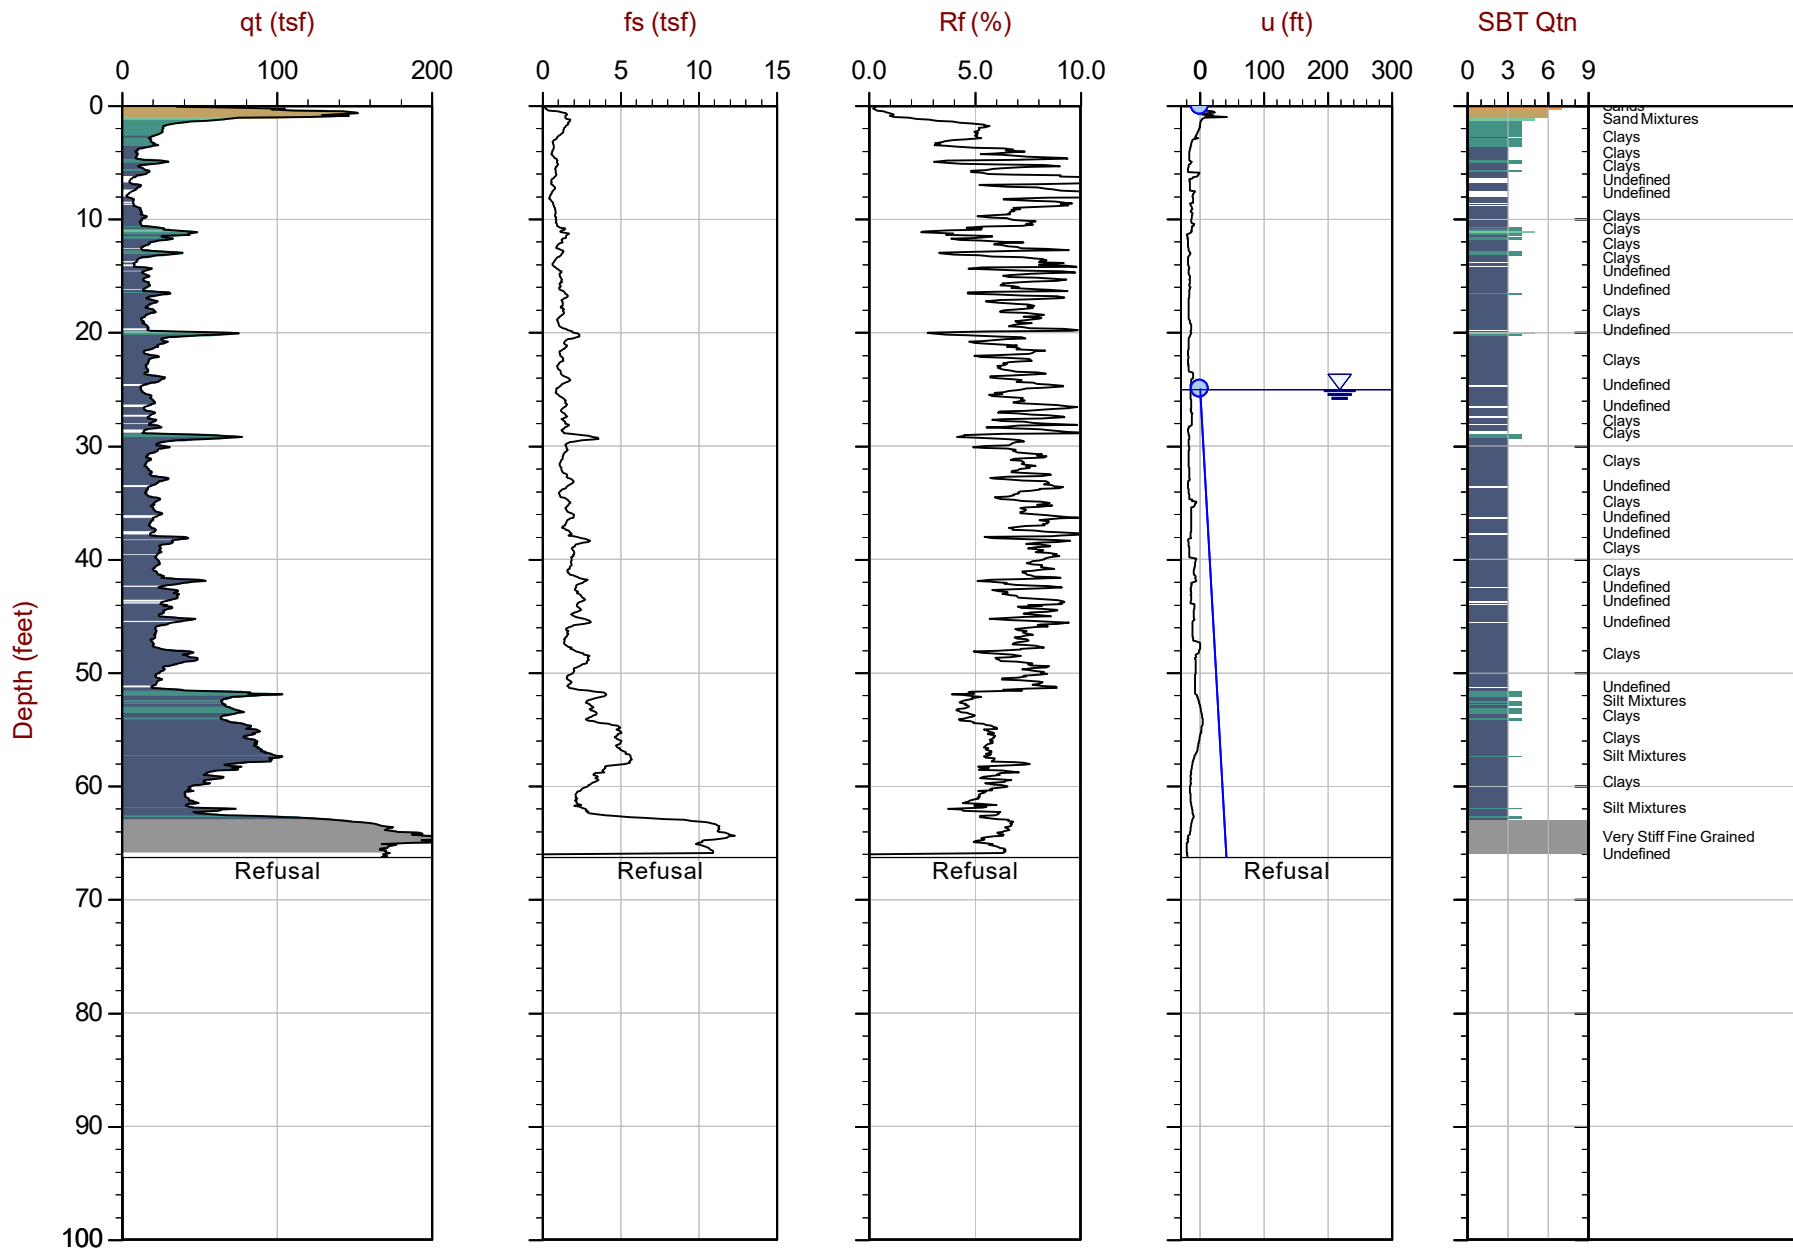 qt (tsf) fs (tsf) Rf (%) u (ft) SBT Qtn
0 100 200 0 5 10 15 0.0 5.0 10.0 0 100 200 300 0 3 6 9
0
Sands
Sand Mixtures
Clays
Clays
Clays
Undefined
Undefined
10
Clays
Clays
Clays
Clays
Undefined
Undefined
Clays
20
Undefined
Clays
Undefined
Undefined
Clays
Clays
30
Clays
Undefined
Clays
Undefined
Undefined
Clays
40
Clays
Undefined
Undefined
Undefined
Clays
50
Undefined
Silt Mixtures
Clays
Clays
Silt Mixtures
60
Clays
Silt Mixtures
Very Stiff Fine Grained
Undefined
Refusal Refusal Refusal Refusal
70
80
90
100
Depth (feet)